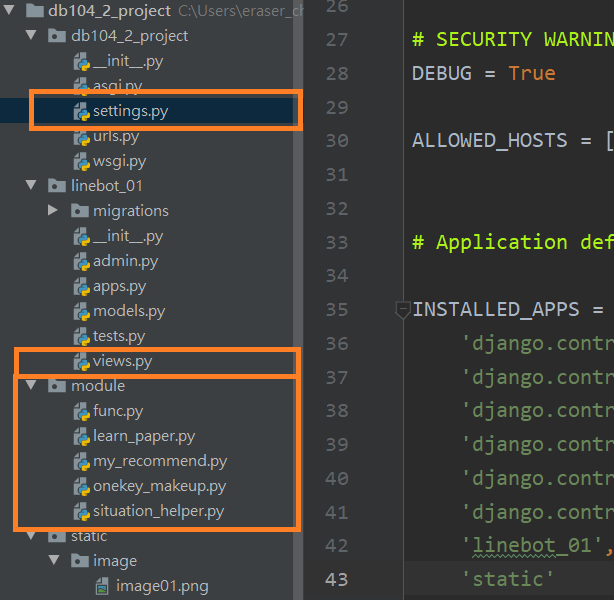 db104_2_project C:\Users\eraser_ch
db104_2_project
__init__.py
asgi.py
settings.py
urls.py
wsgi.py
linebot_01
migrations
__init__.py
admin.py
apps.py
models.py
tests.py
views.py
module
func.py
learn_paper.py
my_recommend.py
onekey_makeup.py
situation_helper.py
static
image
image01.png
26
27 # SECURITY WARNIN
28 DEBUG = True
29
30 ALLOWED_HOSTS = [
31
32
33 # Application def
34
35 INSTALLED_APPS =
36 'django.contr
37 'django.contr
38 'django.contr
39 'django.contr
40 'django.contr
41 'django.contr
42 'linebot_01',
43 'static'